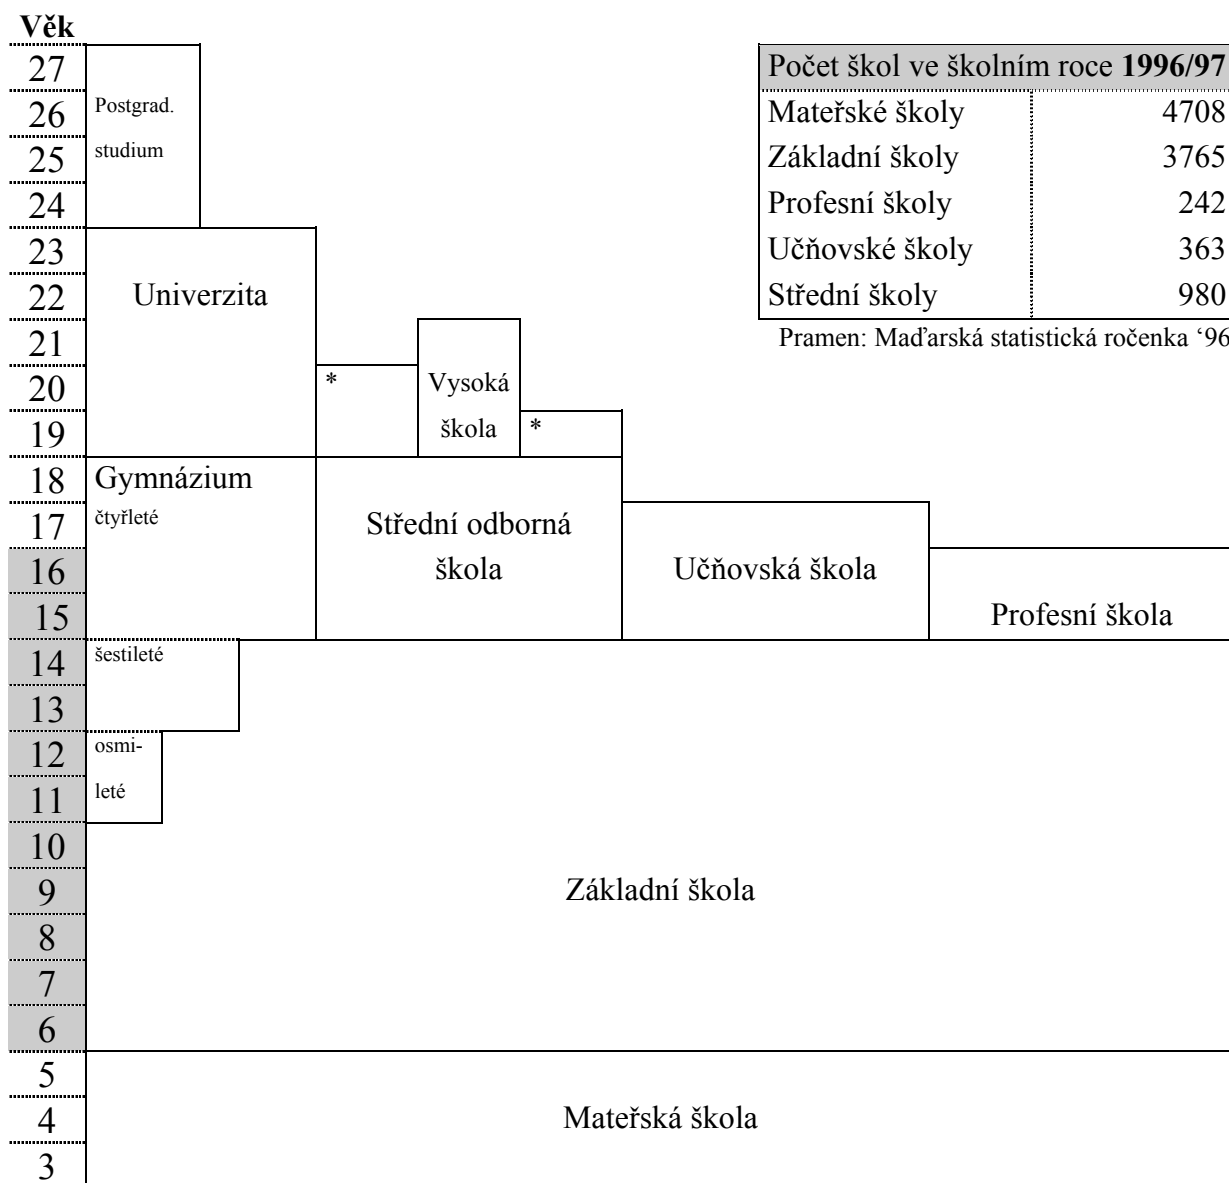 Věk
27
26
25
24
23
22
21
20
19
18
17
16
15
14
13
12
11
10
9
8
7
6
5
4
3
Postgrad.
studium
Univerzita
*
Vysoká
škola
*
Gymnázium
čtyřleté
Střední odborná
škola
Učňovská škola
Profesní škola
šestileté
osmi-
leté
Základní škola
Mateřská škola
Počet škol ve školním roce 1996/97
Mateřské školy 4708
Základní školy 3765
Profesní školy 242
Učňovské školy 363
Střední školy 980
Pramen: Maďarská statistická ročenka ‘96